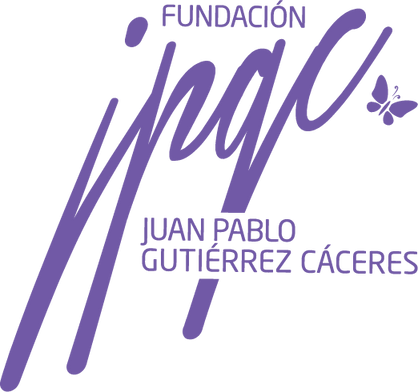 FUNDACIÓN
jpgc
JUAN PABLO
GUTIÉRREZ CÁCERES